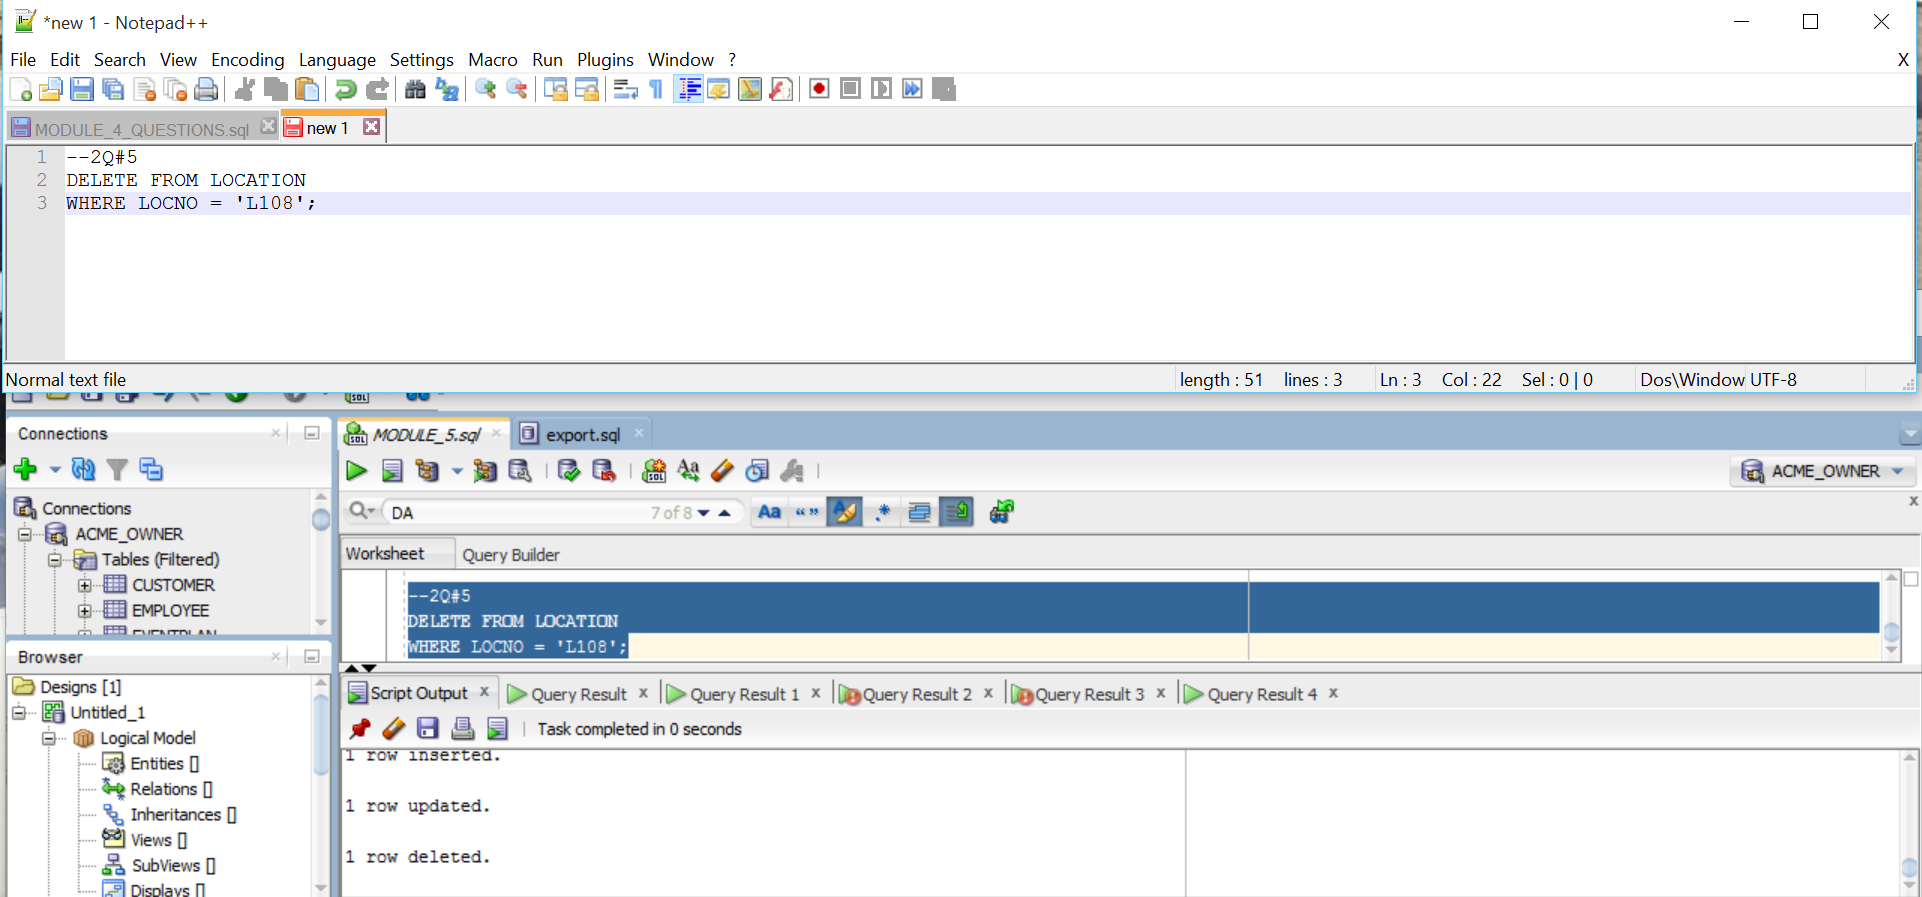 *new 1 - Notepad++
File Edit Search View Encoding Language Settings Macro Run Plugins Window ? X
MODULE_4_QUESTIONS.sql new 1
1 --2Q#5
2 DELETE FROM LOCATION
3 WHERE LOCNO = 'L108';
Normal text file length : 51 lines : 3 Ln : 3 Col : 22 Sel : 0 | 0 Dos\Window UTF-8
Connections
MODULE_5.sql export.sql
ACME_OWNER
DA 7 of 8
Aa
Connections
ACME_OWNER
Tables (Filtered)
CUSTOMER
EMPLOYEE
EVENTPLAN
Worksheet Query Builder
--2Q#5
DELETE FROM LOCATION
WHERE LOCNO = 'L108';
Browser
Designs [1]
Untitled_1
Logical Model
Entities []
Relations []
Inheritances []
Views []
SubViews []
Displays []
Script Output x Query Result x Query Result 1 x Query Result 2 x Query Result 3 x Query Result 4 x
Task completed in 0 seconds
1 row inserted.
1 row updated.
1 row deleted.